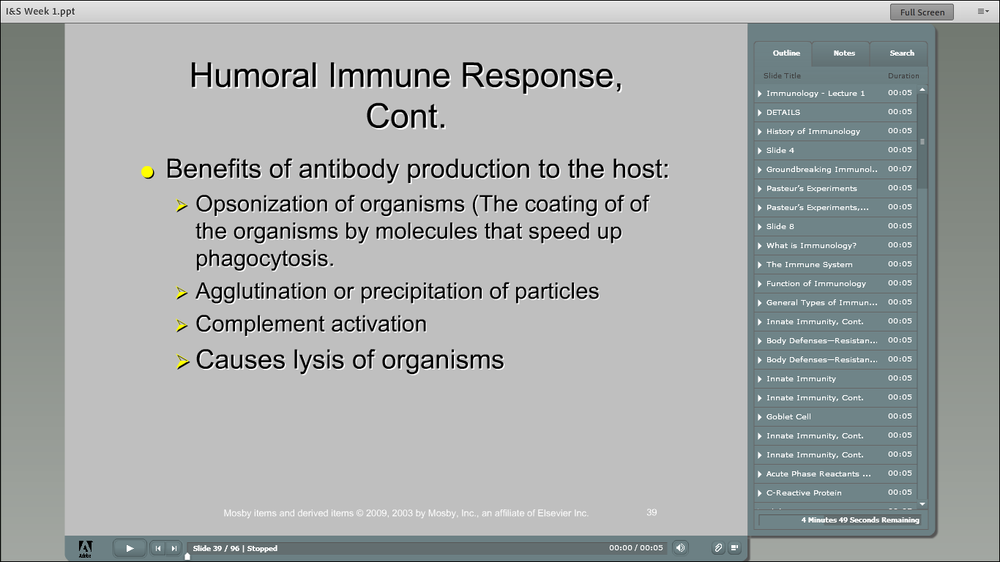 I&S Week 1.ppt
Full Screen
Humoral Immune Response,
Cont.
Benefits of antibody production to the host:
Opsonization of organisms (The coating of of
the organisms by molecules that speed up
phagocytosis.
Agglutination or precipitation of particles
Complement activation
Causes lysis of organisms
Mosby items and derived items © 2009, 2003 by Mosby, Inc., an affiliate of Elsevier Inc.
39
Outline Notes Search
Slide Title Duration
Immunology - Lecture 1 00:05
DETAILS 00:05
History of Immunology 00:05
Slide 4 00:05
Groundbreaking Immunol.. 00:07
Pasteur's Experiments 00:05
Pasteur's Experiments,... 00:05
Slide 8 00:05
What is Immunology? 00:05
The Immune System 00:05
Function of Immunology 00:05
General Types of Immun... 00:05
Innate Immunity, Cont. 00:05
Body Defenses—Resistan... 00:05
Body Defenses—Resistan... 00:05
Innate Immunity 00:05
Innate Immunity, Cont. 00:05
Goblet Cell 00:05
Innate Immunity, Cont. 00:05
Innate Immunity, Cont. 00:05
Acute Phase Reactants ... 00:05
C-Reactive Protein 00:05
4 Minutes 49 Seconds Remaining
Adobe
Slide 39 / 96 | Stopped
00:00 / 00:05